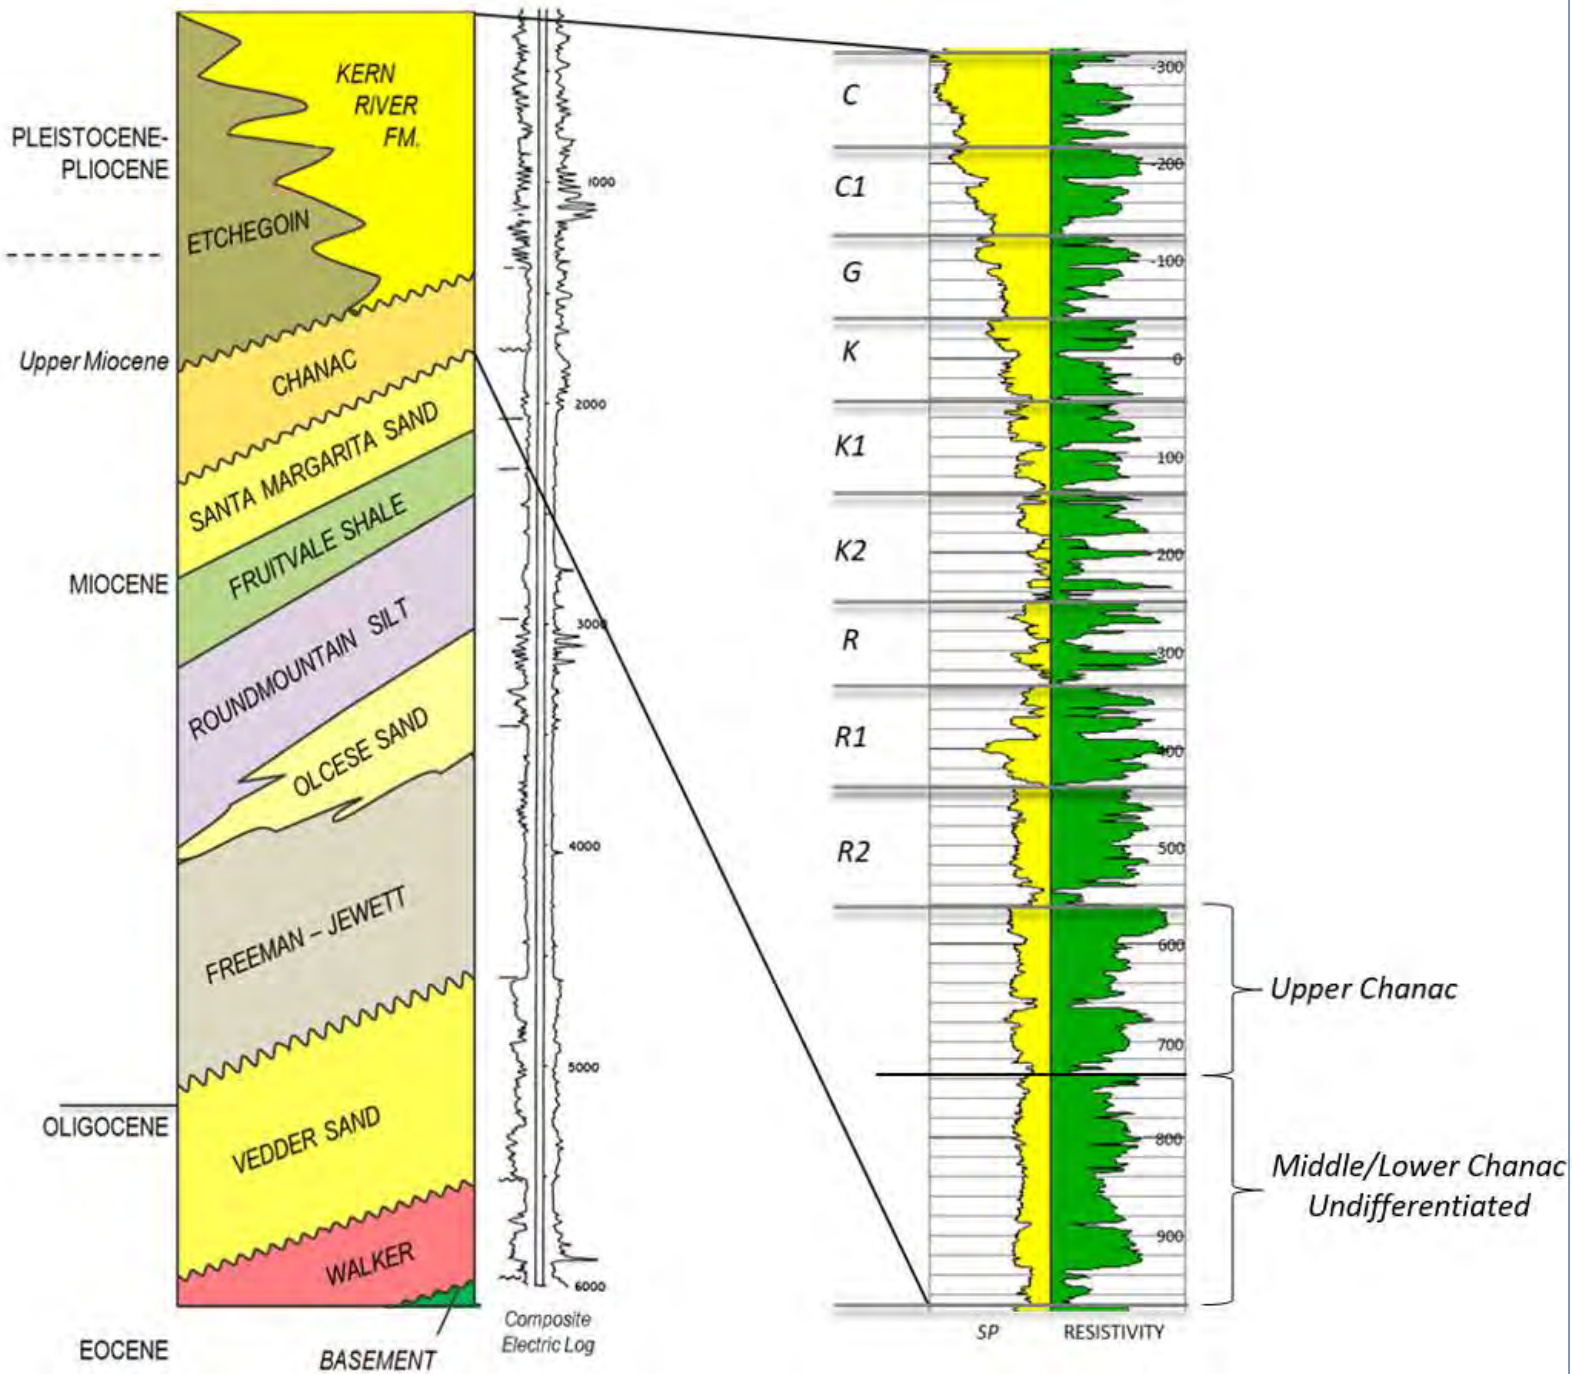 PLEISTOCENE-
PLIOCENE
Upper Miocene
MIOCENE
OLIGOCENE
EOCENE
KERN
RIVER
FM.
ETCHEGOIN
CHANAC
SANTA MARGARITA SAND
FRUITVALE SHALE
ROUNDMOUNTAIN SILT
OLCESE SAND
FREEMAN – JEWETT
VEDDER SAND
WALKER
BASEMENT
1000
2000
3000
4000
5000
6000
Composite
Electric Log
C
C1
G
K
K1
K2
R
R1
R2
-300
-200
-100
0
100
200
300
400
500
600
700
800
900
SP
RESISTIVITY
Upper Chanac
Middle/Lower Chanac
Undifferentiated